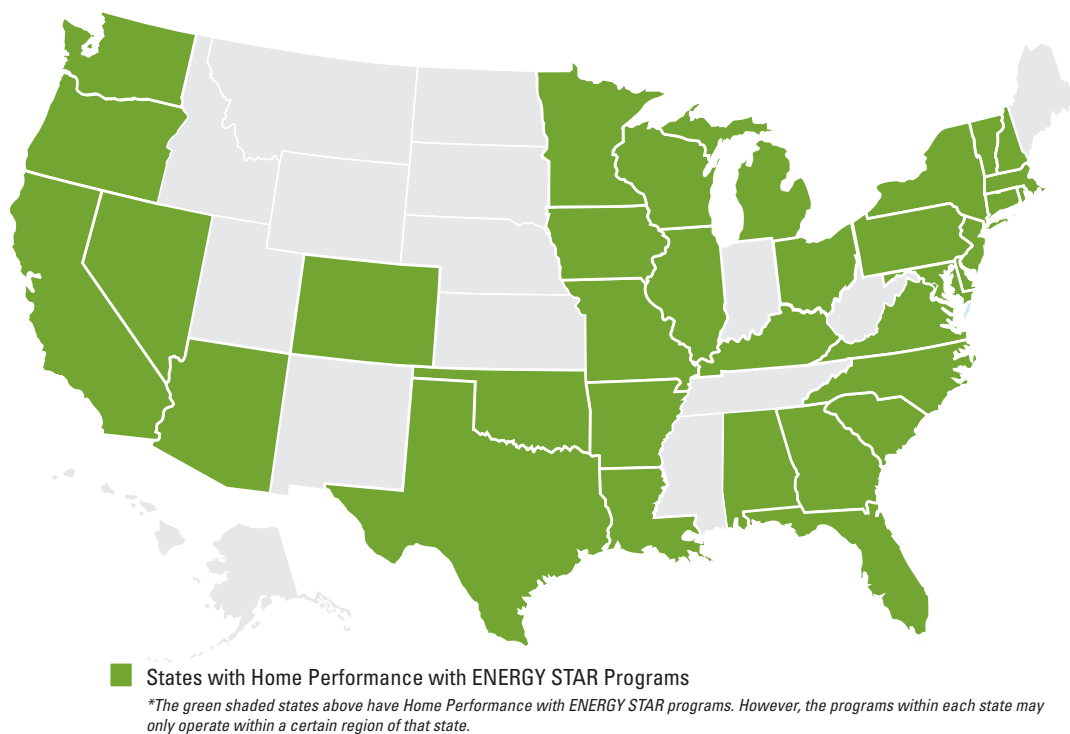 States with Home Performance with ENERGY STAR Programs
*The green shaded states above have Home Performance with ENERGY STAR programs. However, the programs within each state may
only operate within a certain region of that state.